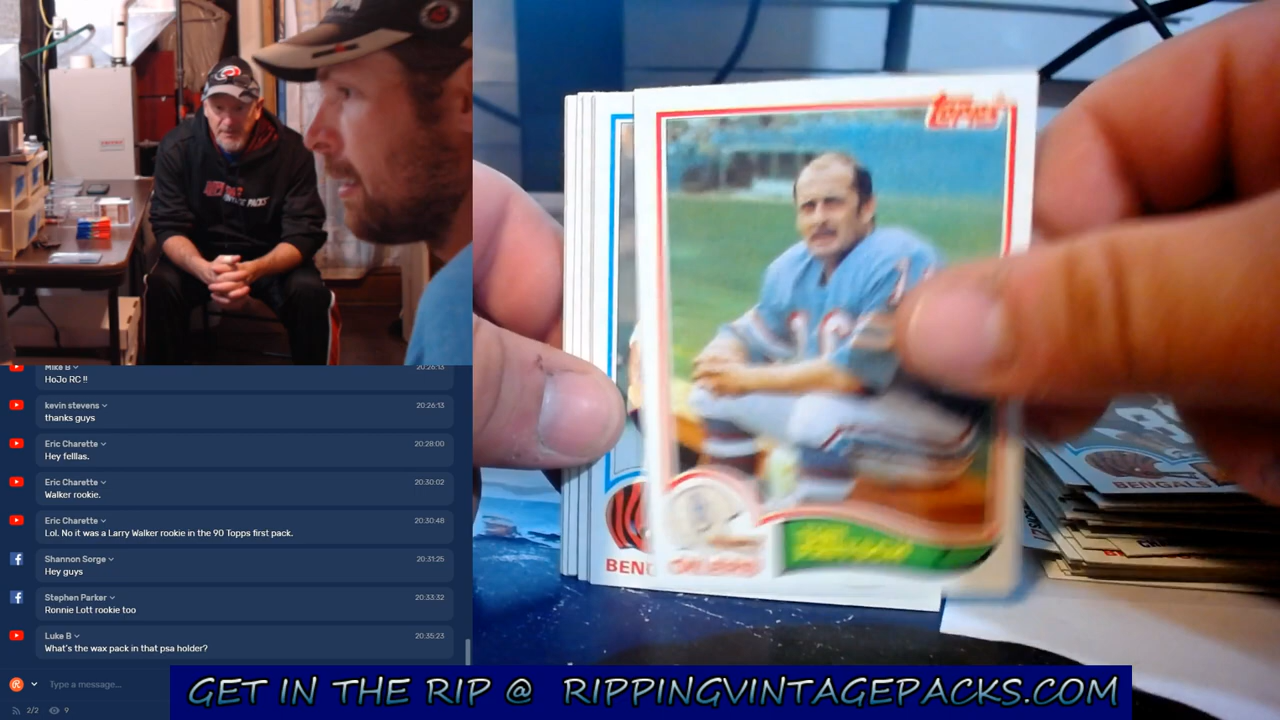 Mike B
20:26:13
HoJo RC !!
kevin stevens
20:26:13
thanks guys
Eric Charette
20:28:00
Hey felllas.
Eric Charette
20:30:02
Walker rookie.
Eric Charette
20:30:48
Lol. No it was a Larry Walker rookie in the 90 Topps first pack.
Shannon Sorge
20:31:25
Hey guys
Stephen Parker
20:33:32
Ronnie Lott rookie too
Luke B
20:35:23
What's the wax pack in that psa holder?
Type a message...
2/2
9
Topps
OILERS
BEN
BENGALS
GET IN THE RIP @ RIPPINGVINTAGEPACKS.COM